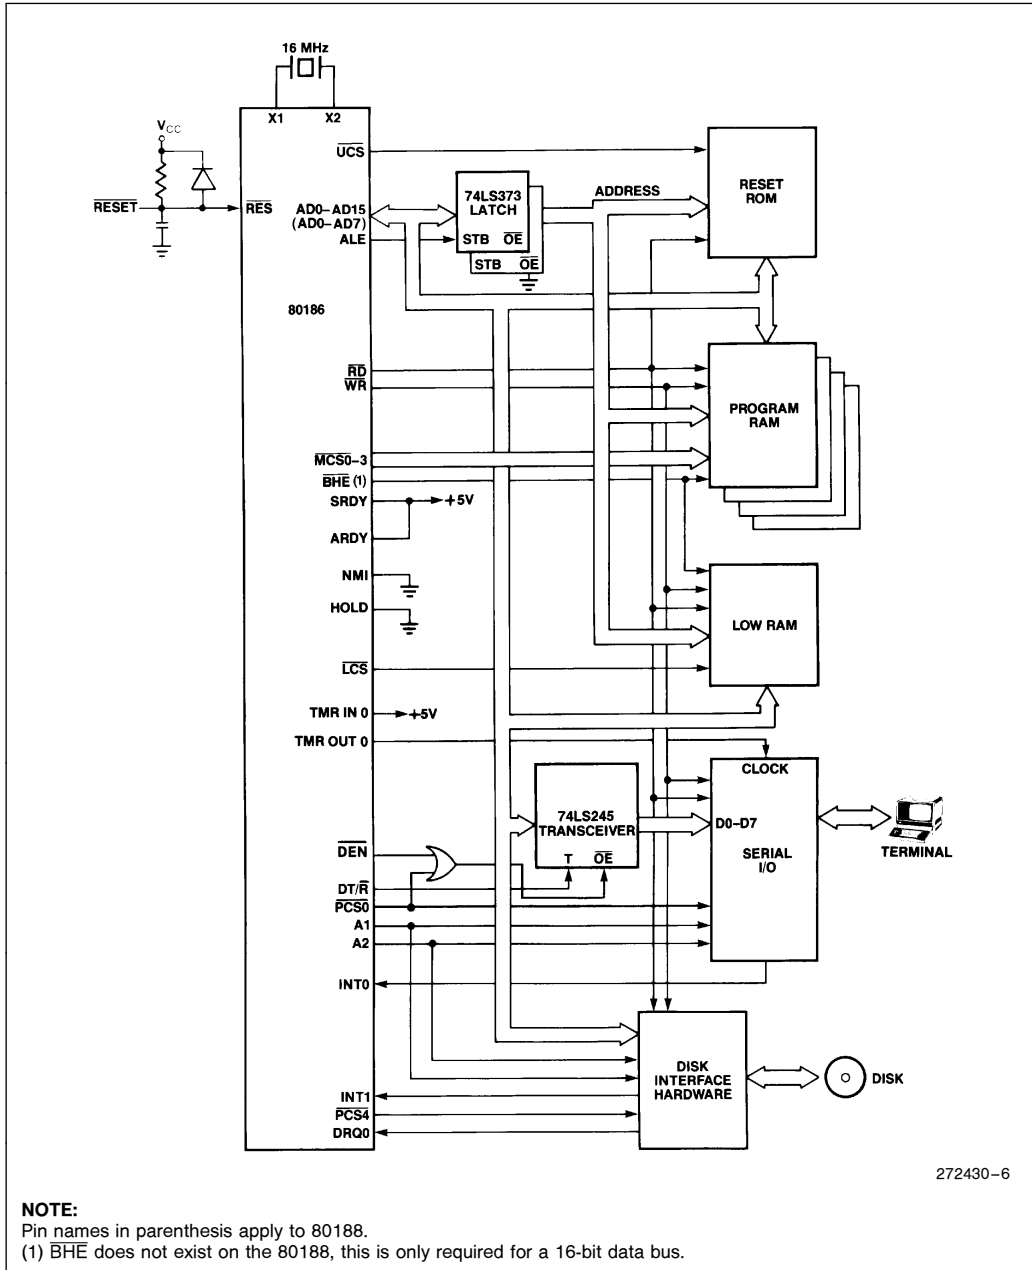 16 MHz
X1 X2
V_CC
UCS
RESET
RES
AD0–AD15
(AD0–AD7)
ALE
74LS373
LATCH
STB OE
STB OE
ADDRESS
RESET
ROM
80186
RD
WR
PROGRAM
RAM
MCS0-3
BHE (1)
SRDY
+5V
ARDY
NMI
HOLD
LOW RAM
LCS
TMR IN 0
+5V
TMR OUT 0
CLOCK
74LS245
TRANSCEIVER
T OE
D0–D7
SERIAL
I/O
TERMINAL
DEN
DT/R
PCS0
A1
A2
INT0
DISK
INTERFACE
HARDWARE
DISK
INT1
PCS4
DRQ0
272430–6
NOTE:
Pin names in parenthesis apply to 80188.
(1) BHE does not exist on the 80188, this is only required for a 16-bit data bus.